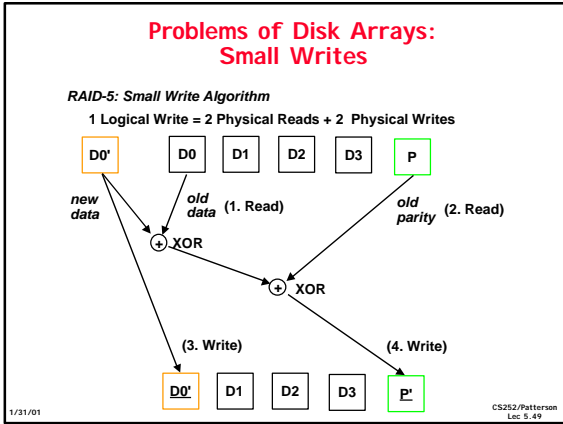 Problems of Disk Arrays:
Small Writes
RAID-5: Small Write Algorithm
1 Logical Write = 2 Physical Reads + 2 Physical Writes
D0' D0 D1 D2 D3 P
new
data
old
data
(1. Read)
old
parity
(2. Read)
+ XOR
+ XOR
(3. Write)
(4. Write)
D0' D1 D2 D3 P'
1/31/01
CS252/Patterson
Lec 5.49